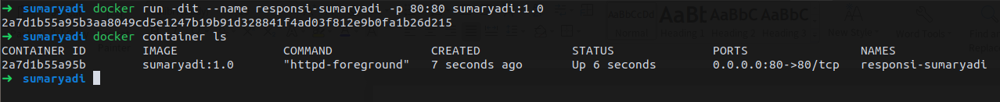 ➜ sumaryadi docker run -dit --name responsi-sumaryadi -p 80:80 sumaryadi:1.0
2a7d1b55a95b3aa8049cd5e1247b19b91d328841f4ad03f812e9b0fa1b26d215
➜ sumaryadi docker container ls
CONTAINER ID IMAGE COMMAND CREATED STATUS PORTS NAMES
2a7d1b55a95b sumaryadi:1.0 "httpd-foreground" 7 seconds ago Up 6 seconds 0.0.0.0:80->80/tcp responsi-sumaryadi
➜ sumaryadi